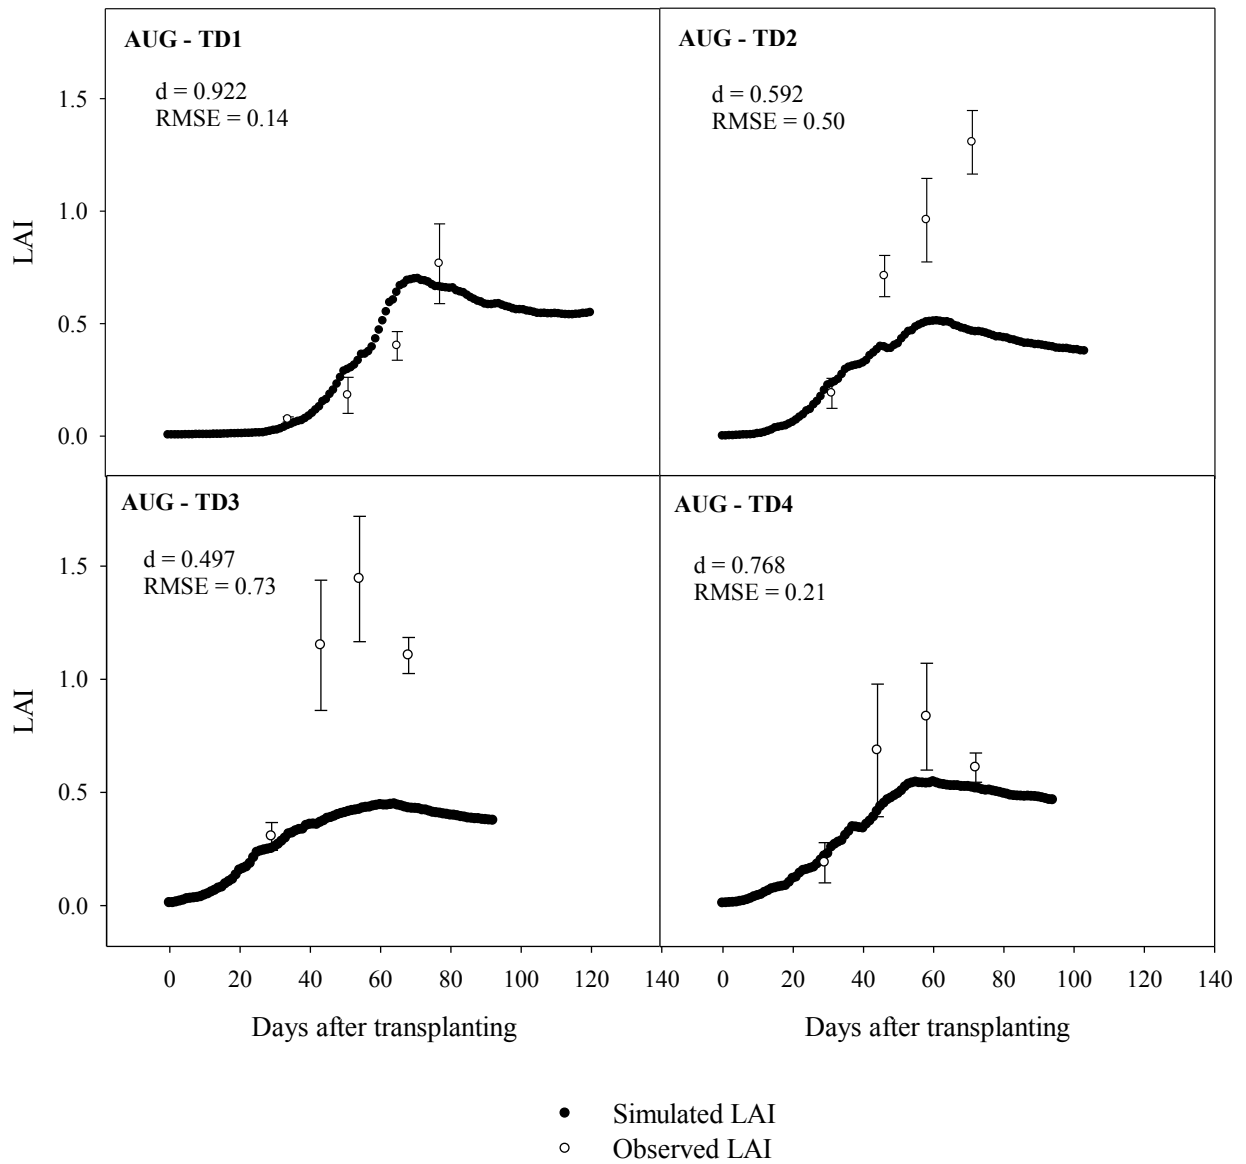 AUG - TD1
d = 0.922
RMSE = 0.14
AUG - TD2
d = 0.592
RMSE = 0.50
LAI
1.5
1.0
0.5
0.0
AUG - TD3
d = 0.497
RMSE = 0.73
AUG - TD4
d = 0.768
RMSE = 0.21
LAI
1.5
1.0
0.5
0.0
0 20 40 60 80 100 120 140
0 20 40 60 80 100 120 140
Days after transplanting
Days after transplanting
Simulated LAI
Observed LAI